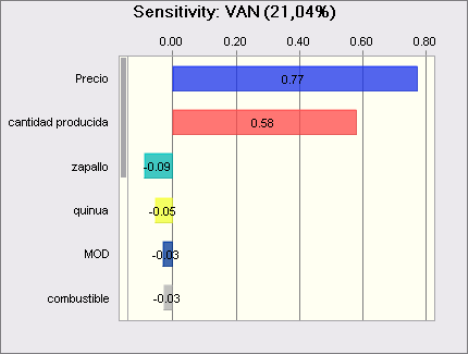 Sensitivity: VAN (21,04%)
0.00 0.20 0.40 0.60 0.80
Precio 0.77
cantidad producida 0.58
zapallo -0.09
quinua -0.05
MOD -0.03
combustible -0.03